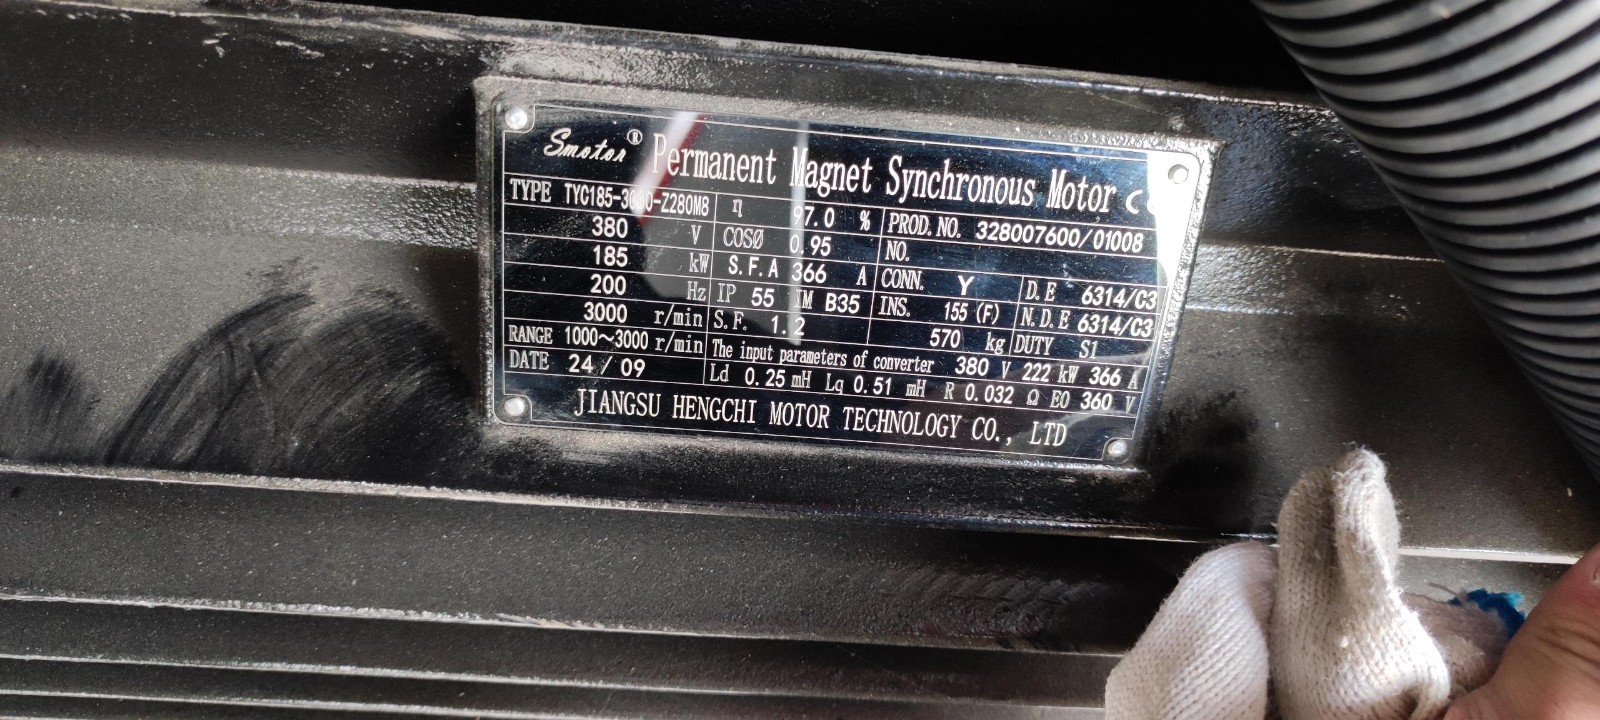 Smotor® Permanent Magnet Synchronous Motor C
TYPE TYC185-3000-Z280M8 η 97.0 % PROD. NO. 328007600/01008
380 V COSØ 0.95 NO.
185 kW S.F.A 366 A CONN. Y D.E 6314/C3
200 Hz IP 55 IM B35 INS. 155 (F) N.D.E 6314/C3
3000 r/min S.F. 1.2 570 kg DUTY S1
RANGE 1000~3000 r/min The input parameters of converter 380 V 222 kW 366 A
DATE 24/09 Ld 0.25 mH Lq 0.51 mH R 0.032 Ω EO 360 V
JIANGSU HENGCHI MOTOR TECHNOLOGY CO., LTD